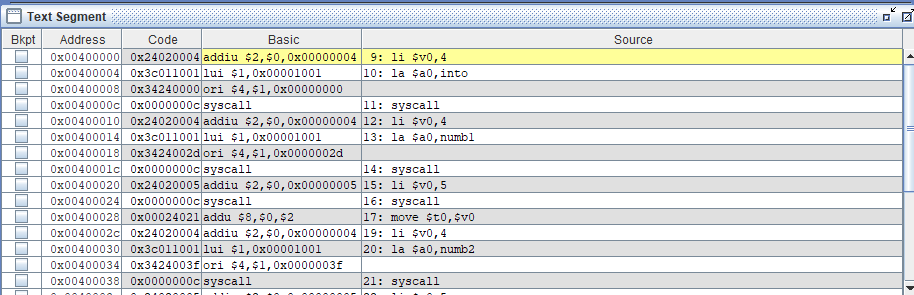 Text Segment
Bkpt Address Code Basic Source
0x00400000 0x24020004 addiu $2,$0,0x00000004 9: li $v0,4
0x00400004 0x3c011001 lui $1,0x00001001 10: la $a0,into
0x00400008 0x34240000 ori $4,$1,0x00000000
0x0040000c 0x0000000c syscall 11: syscall
0x00400010 0x24020004 addiu $2,$0,0x00000004 12: li $v0,4
0x00400014 0x3c011001 lui $1,0x00001001 13: la $a0,numb1
0x00400018 0x3424002d ori $4,$1,0x0000002d
0x0040001c 0x0000000c syscall 14: syscall
0x00400020 0x24020005 addiu $2,$0,0x00000005 15: li $v0,5
0x00400024 0x0000000c syscall 16: syscall
0x00400028 0x00024021 addu $8,$0,$2 17: move $t0,$v0
0x0040002c 0x24020004 addiu $2,$0,0x00000004 19: li $v0,4
0x00400030 0x3c011001 lui $1,0x00001001 20: la $a0,numb2
0x00400034 0x3424003f ori $4,$1,0x0000003f
0x00400038 0x0000000c syscall 21: syscall